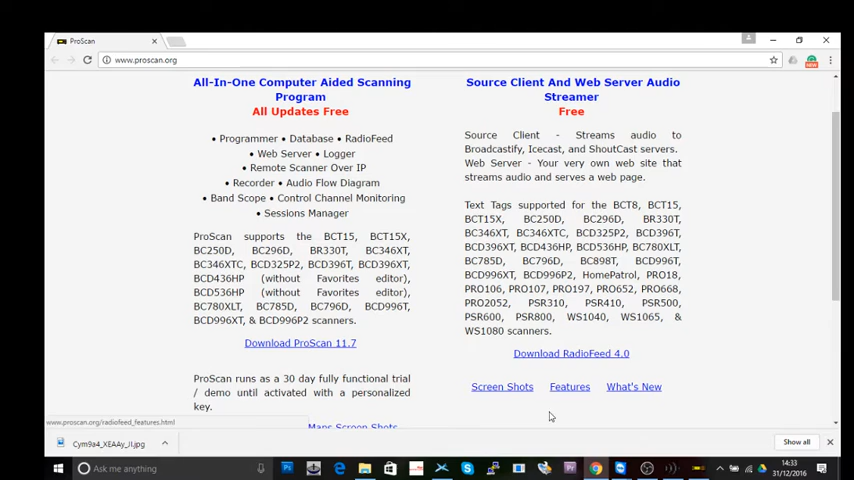 ProScan
www.proscan.org
All-In-One Computer Aided Scanning
Program
All Updates Free
• Programmer • Database • RadioFeed
• Web Server • Logger
• Remote Scanner Over IP
• Recorder • Audio Flow Diagram
• Band Scope • Control Channel Monitoring
• Sessions Manager
ProScan supports the BCT15, BCT15X,
BC250D, BC296D, BR330T, BC346XT,
BC346XTC, BCD325P2, BCD396T, BCD396XT,
BCD436HP (without Favorites editor),
BCD536HP (without Favorites editor),
BC780XLT, BC785D, BC796D, BCD996T,
BCD996XT, & BCD996P2 scanners.
Download ProScan 11.7
ProScan runs as a 30 day fully functional trial
/ demo until activated with a personalized
key.
Maps Screen Shots
Source Client And Web Server Audio
Streamer
Free
Source Client - Streams audio to
Broadcastify, Icecast, and ShoutCast servers.
Web Server - Your very own web site that
streams audio and serves a web page.
Text Tags supported for the BCT8, BCT15,
BCT15X, BC250D, BC296D, BR330T,
BC346XT, BC346XTC, BCD325P2, BCD396T,
BCD396XT, BCD436HP, BCD536HP, BC780XLT,
BC785D, BC796D, BC898T, BCD996T,
BCD996XT, BCD996P2, HomePatrol, PRO18,
PRO106, PRO107, PRO197, PRO652, PRO668,
PRO2052, PSR310, PSR410, PSR500,
PSR600, PSR800, WS1040, WS1065, &
WS1080 scanners.
Download RadioFeed 4.0
Screen Shots Features What's New
www.proscan.org/radiofeed_features.html
Cym9a4_XEAAy_JI.jpg
Show all
Ask me anything
14:33
31/12/2016